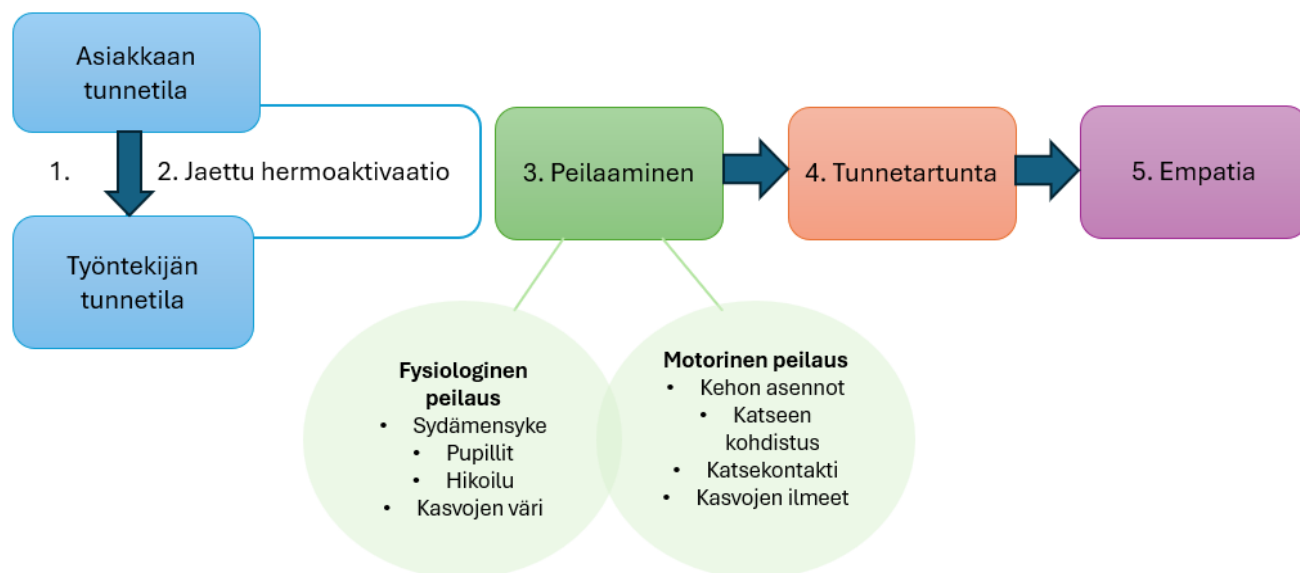 Asiakkaan
tunnetila
1.
2. Jaettu hermoaktivaatio
Työntekijän
tunnetila
3. Peilaaminen
4. Tunnetartunta
5. Empatia
Fysiologinen
peilaus
• Sydämensyke
• Pupillit
• Hikoilu
• Kasvojen väri
Motorinen peilaus
• Kehon asennot
• Katseen
kohdistus
• Katsekontakti
• Kasvojen ilmeet